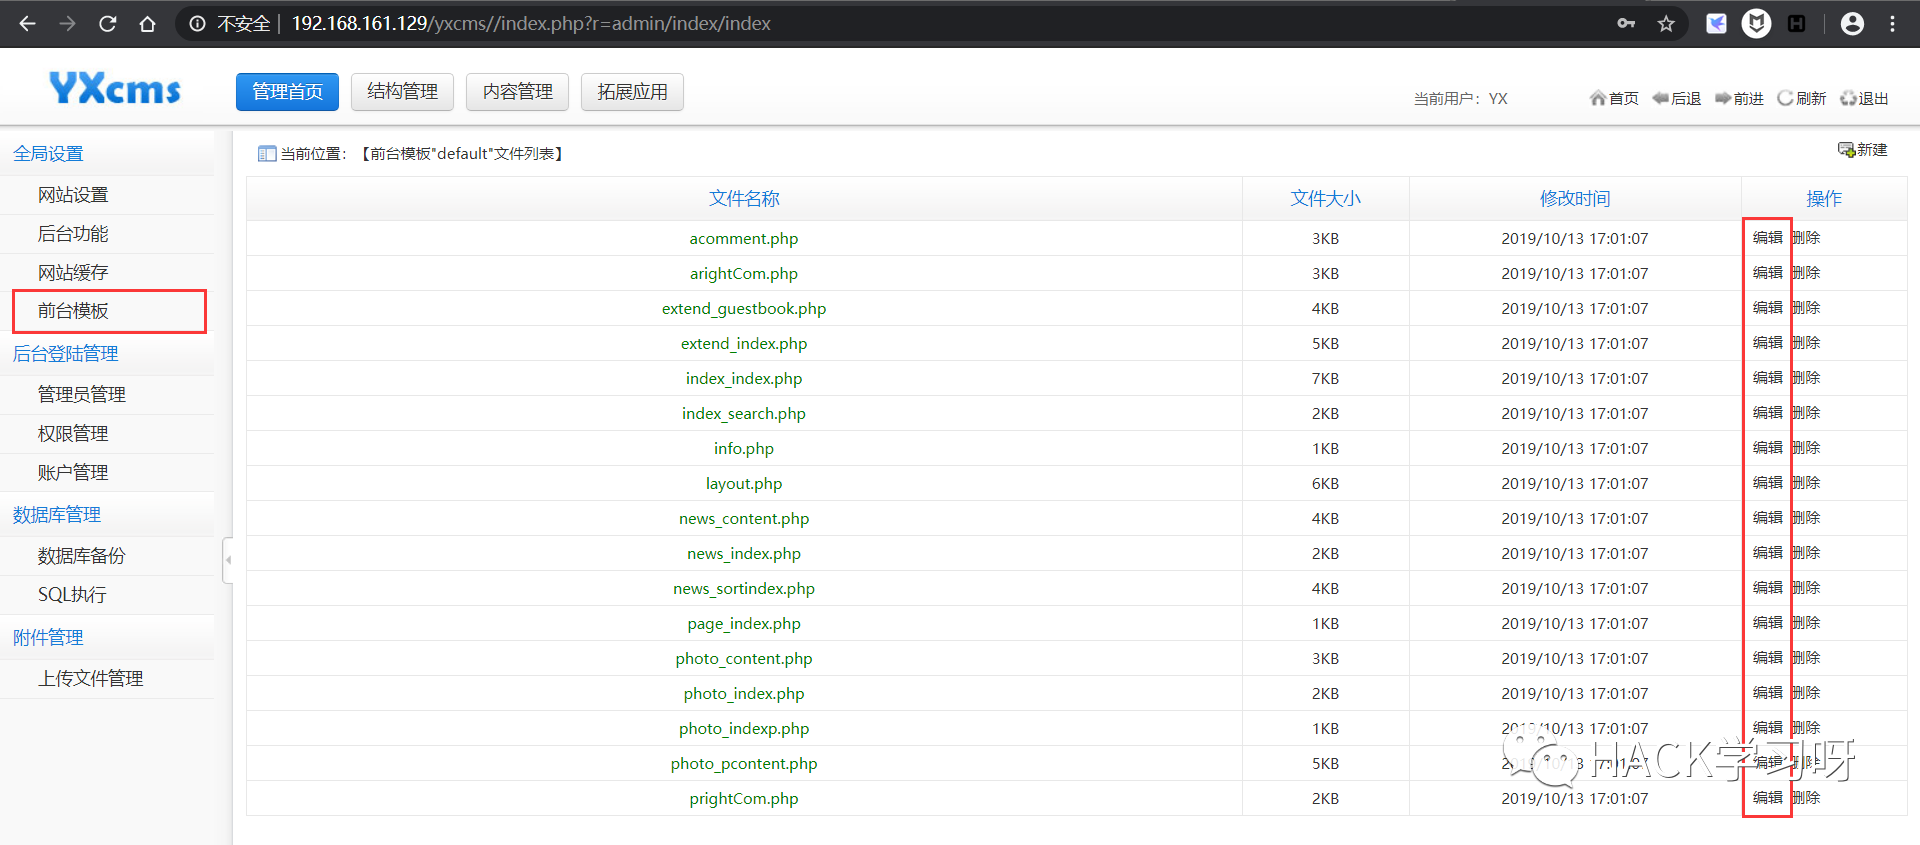 不安全 192.168.161.129/yxcms//index.php?r=admin/index/index
YXcms 管理首页 结构管理 内容管理 拓展应用 当前用户：YX 首页 后退 前进 刷新 退出
全局设置
网站设置
后台功能
网站缓存
前台模板
后台登陆管理
管理员管理
权限管理
账户管理
数据库管理
数据库备份
SQL执行
附件管理
上传文件管理
当前位置：【前台模板"default"文件列表】 新建
文件名称 文件大小 修改时间 操作
acomment.php 3KB 2019/10/13 17:01:07 编辑 删除
arightCom.php 3KB 2019/10/13 17:01:07 编辑 删除
extend_guestbook.php 4KB 2019/10/13 17:01:07 编辑 删除
extend_index.php 5KB 2019/10/13 17:01:07 编辑 删除
index_index.php 7KB 2019/10/13 17:01:07 编辑 删除
index_search.php 2KB 2019/10/13 17:01:07 编辑 删除
info.php 1KB 2019/10/13 17:01:07 编辑 删除
layout.php 6KB 2019/10/13 17:01:07 编辑 删除
news_content.php 4KB 2019/10/13 17:01:07 编辑 删除
news_index.php 2KB 2019/10/13 17:01:07 编辑 删除
news_sortindex.php 4KB 2019/10/13 17:01:07 编辑 删除
page_index.php 1KB 2019/10/13 17:01:07 编辑 删除
photo_content.php 3KB 2019/10/13 17:01:07 编辑 删除
photo_index.php 2KB 2019/10/13 17:01:07 编辑 删除
photo_indexp.php 1KB 2019/10/13 17:01:07 编辑 删除
photo_pcontent.php 5KB 2019/10/13 17:01:07 编辑 删除
prightCom.php 2KB 2019/10/13 17:01:07 编辑 删除
HACK学习呀